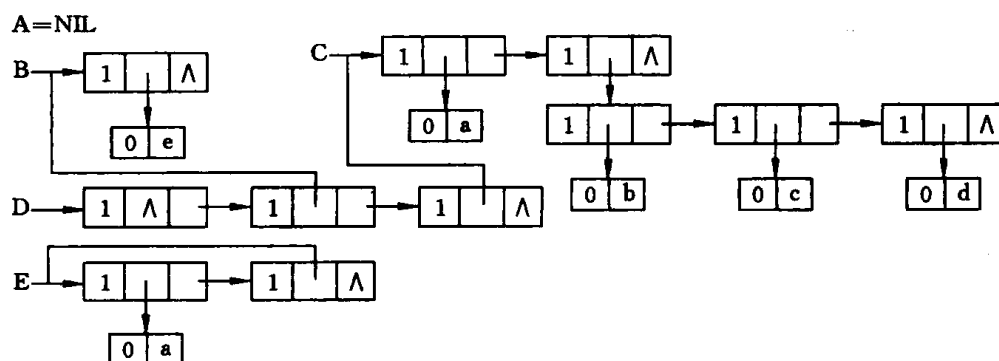 A=NIL
B 1 ∧ C 1 1 ∧
0 e 0 a 1 1 1 ∧
0 b 0 c 0 d
D 1 ∧ 1 1 ∧
E 1 1 ∧
0 a